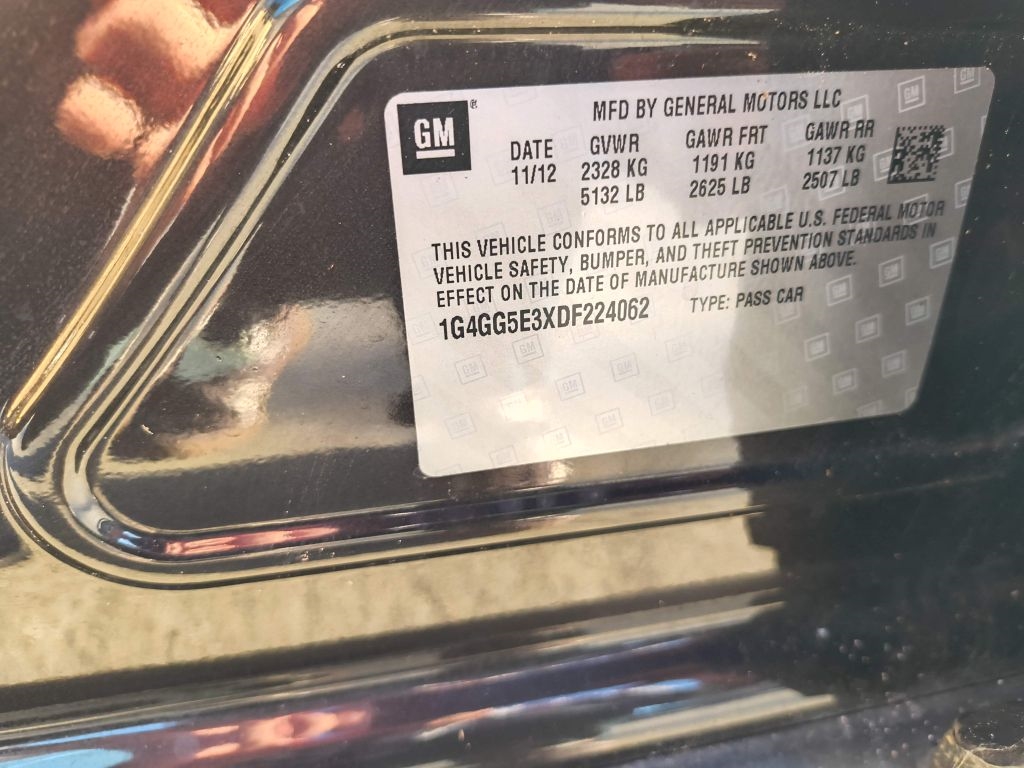 GM ®
MFD BY GENERAL MOTORS LLC
DATE GVWR GAWR FRT GAWR RR
11/12 2328 KG 1191 KG 1137 KG
5132 LB 2625 LB 2507 LB
THIS VEHICLE CONFORMS TO ALL APPLICABLE U.S. FEDERAL MOTOR
VEHICLE SAFETY, BUMPER, AND THEFT PREVENTION STANDARDS IN
EFFECT ON THE DATE OF MANUFACTURE SHOWN ABOVE.
1G4GG5E3XDF224062 TYPE: PASS CAR